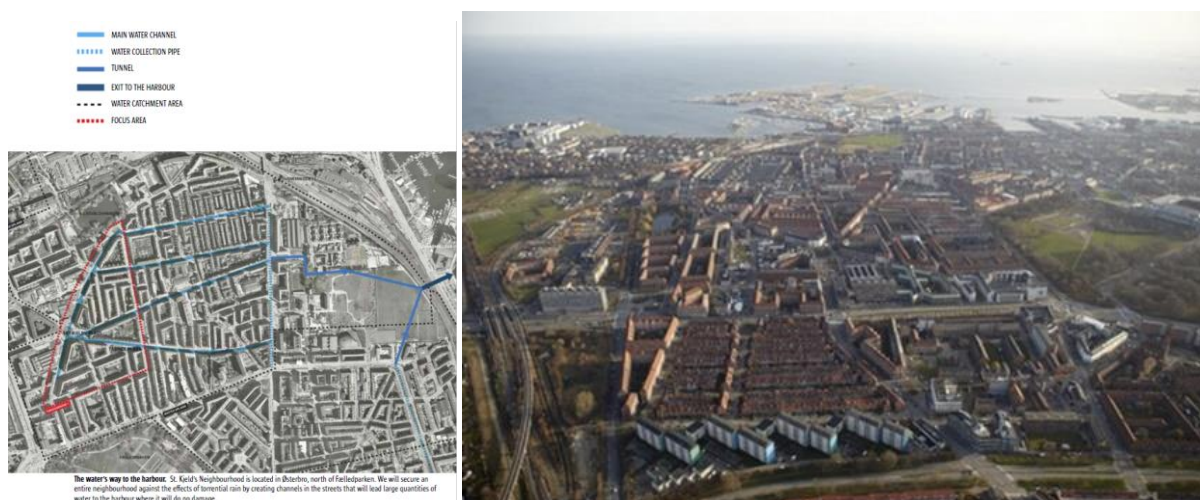 MAIN WATER CHANNEL
WATER COLLECTION PIPE
TUNNEL
EXIT TO THE HARBOUR
WATER CATCHMENT AREA
FOCUS AREA
The water's way to the harbour. St. Kjeld's Neighbourhood is located in Østerbro, north of Fælledparken. We will secure an
entire neighbourhood against the effects of torrential rain by creating channels in the streets that will lead large quantities of
water to the harbour where it will do no damage.